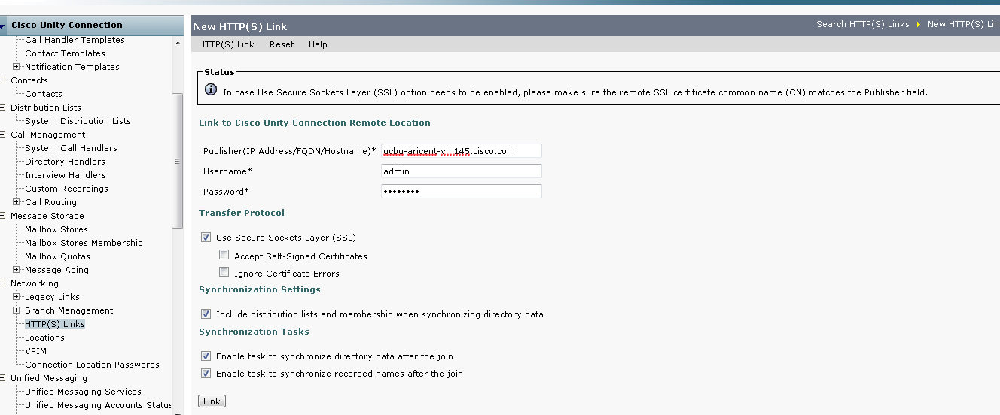 Cisco Unity Connection
Call Handler Templates
Contact Templates
Notification Templates
Contacts
Contacts
Distribution Lists
System Distribution Lists
Call Management
System Call Handlers
Directory Handlers
Interview Handlers
Custom Recordings
Call Routing
Message Storage
Mailbox Stores
Mailbox Stores Membership
Mailbox Quotas
Message Aging
Networking
Legacy Links
Branch Management
HTTP(S) Links
Locations
VPIM
Connection Location Passwords
Unified Messaging
Unified Messaging Services
Unified Messaging Accounts Status
New HTTP(S) Link
Search HTTP(S) Links New HTTP(S) Lin
HTTP(S) Link Reset Help
Status
In case Use Secure Sockets Layer (SSL) option needs to be enabled, please make sure the remote SSL certificate common name (CN) matches the Publisher field.
Link to Cisco Unity Connection Remote Location
Publisher(IP Address/FQDN/Hostname)* ucbu-aricent-vm145.cisco.com
Username* admin
Password* ••••••••
Transfer Protocol
Use Secure Sockets Layer (SSL)
Accept Self-Signed Certificates
Ignore Certificate Errors
Synchronization Settings
Include distribution lists and membership when synchronizing directory data
Synchronization Tasks
Enable task to synchronize directory data after the join
Enable task to synchronize recorded names after the join
Link